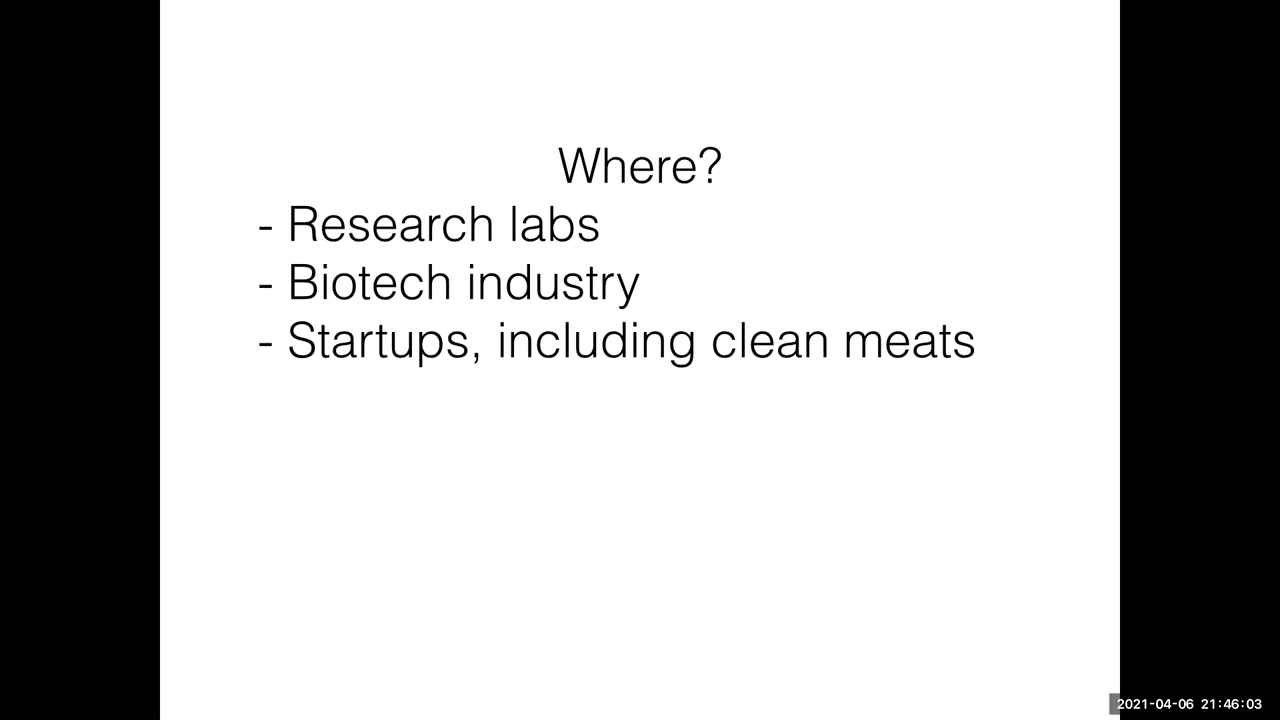 Where?
- Research labs
- Biotech industry
- Startups, including clean meats
2021-04-06 21:46:03